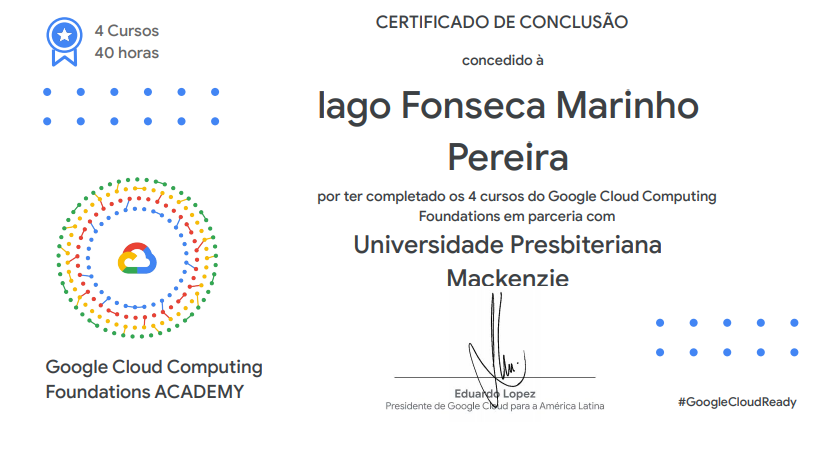 4 Cursos
40 horas
CERTIFICADO DE CONCLUSÃO
concedido à
Iago Fonseca Marinho
Pereira
por ter completado os 4 cursos do Google Cloud Computing
Foundations em parceria com
Universidade Presbiteriana
Mackenzie
Google Cloud Computing
Foundations ACADEMY
Eduardo Lopez
Presidente de Google Cloud para a América Latina
#GoogleCloudReady